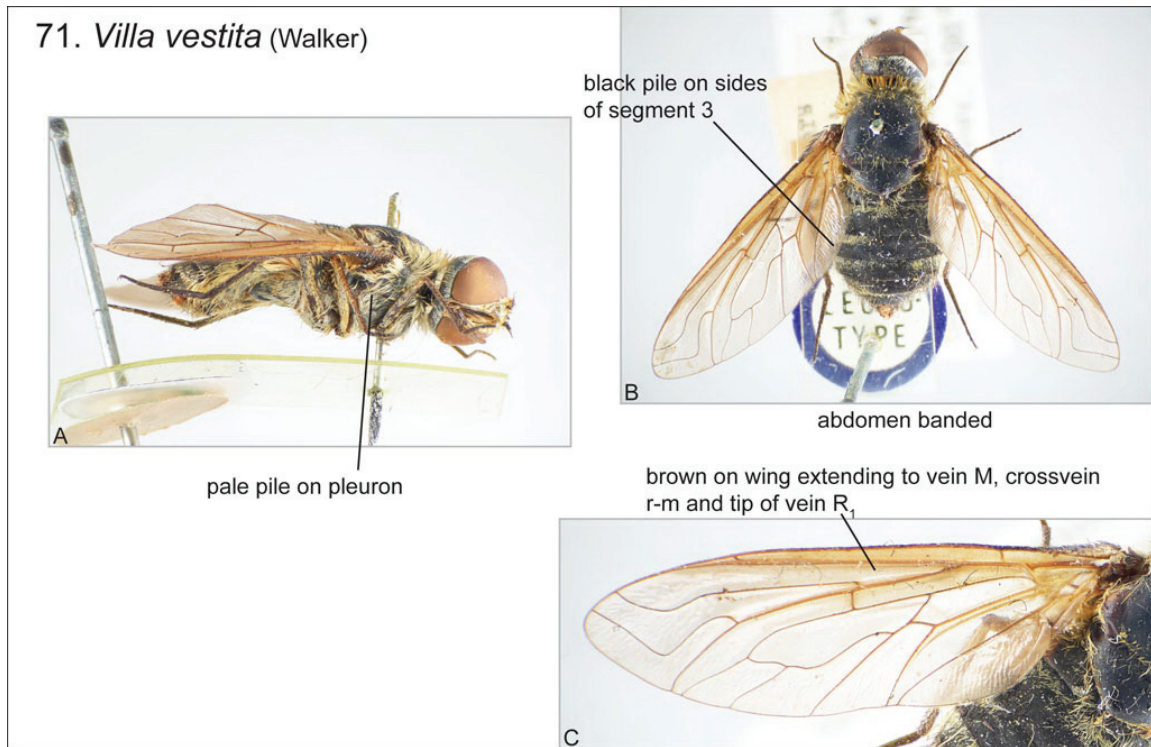 71. Villa vestita (Walker)
black pile on sides
of segment 3
A
pale pile on pleuron
LECTO-
TYPE
B
abdomen banded
brown on wing extending to vein M, crossvein
r-m and tip of vein R₁
C